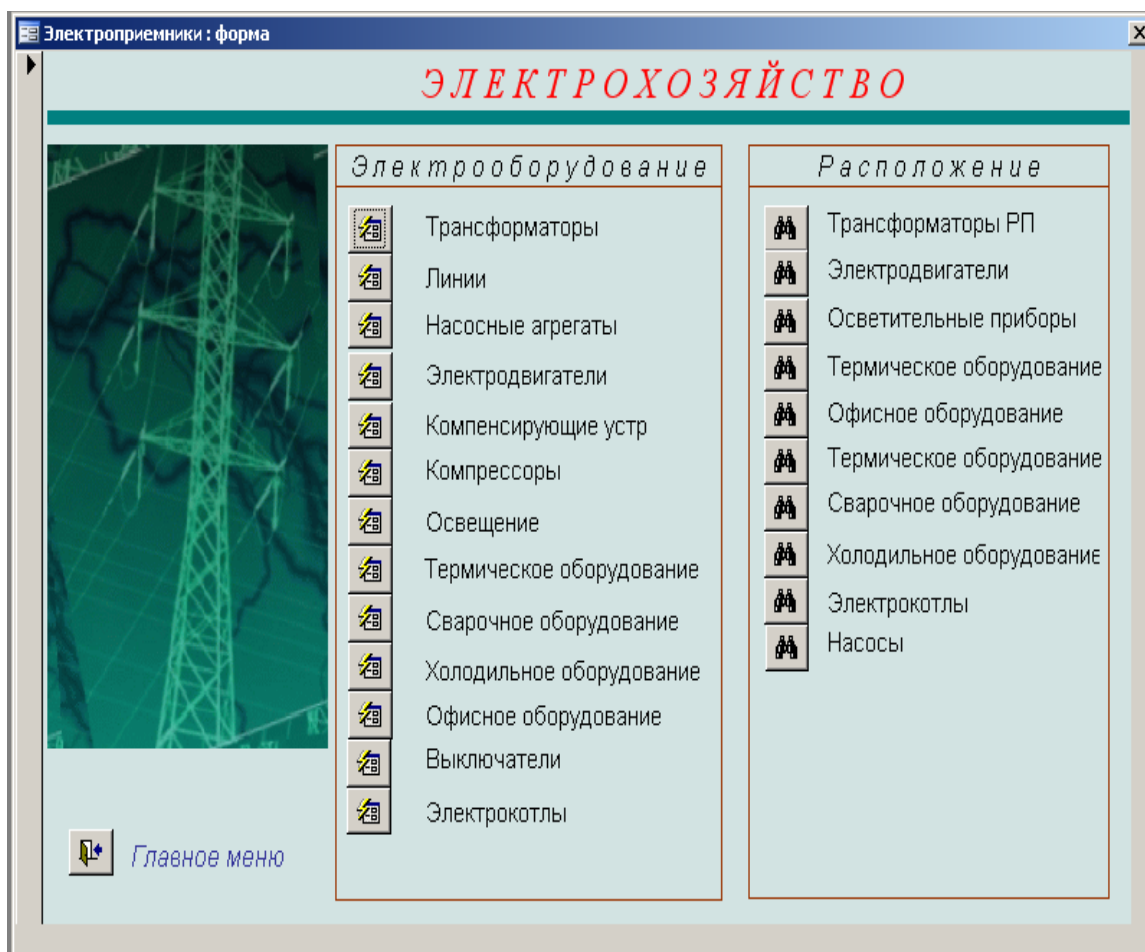 Электроприемники : форма
ЭЛЕКТРОХОЗЯЙСТВО
Электрооборудование
Трансформаторы
Линии
Насосные агрегаты
Электродвигатели
Компенсирующие устр
Компрессоры
Освещение
Термическое оборудование
Сварочное оборудование
Холодильное оборудование
Офисное оборудование
Выключатели
Электрокотлы
Расположение
Трансформаторы РП
Электродвигатели
Осветительные приборы
Термическое оборудование
Офисное оборудование
Термическое оборудование
Сварочное оборудование
Холодильное оборудование
Электрокотлы
Насосы
Главное меню